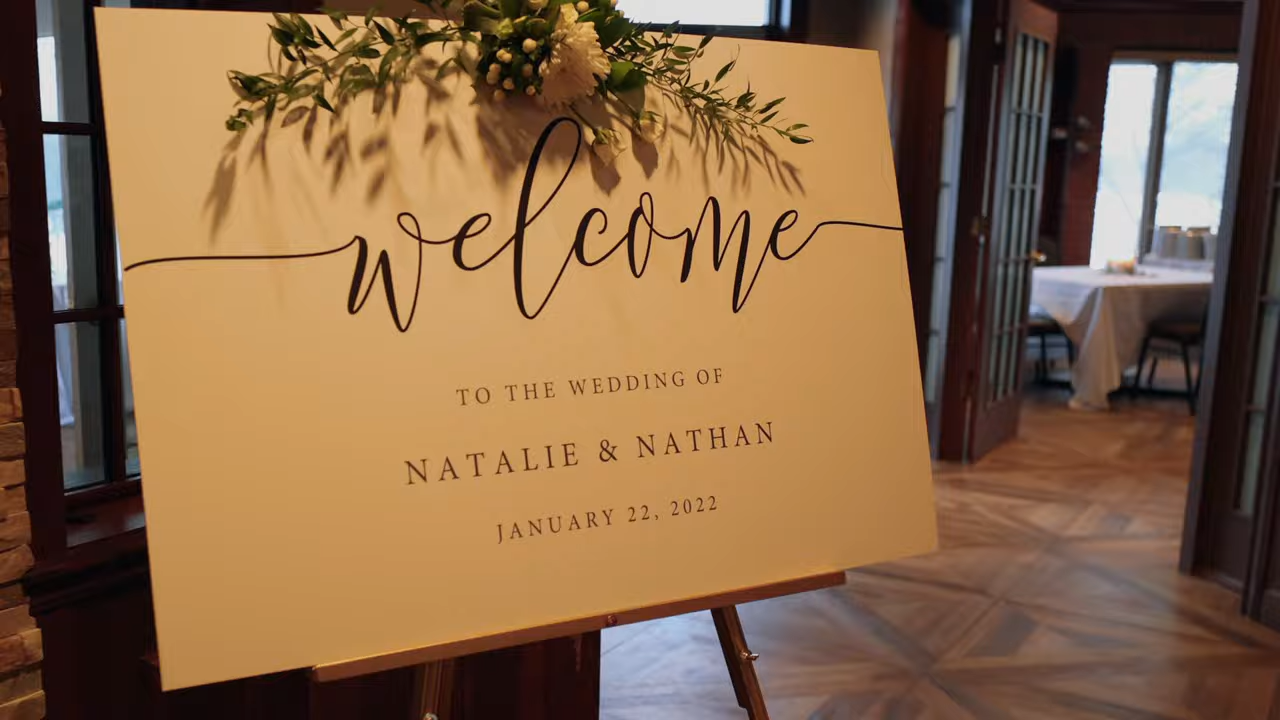 welcome
TO THE WEDDING OF
NATALIE & NATHAN
JANUARY 22, 2022